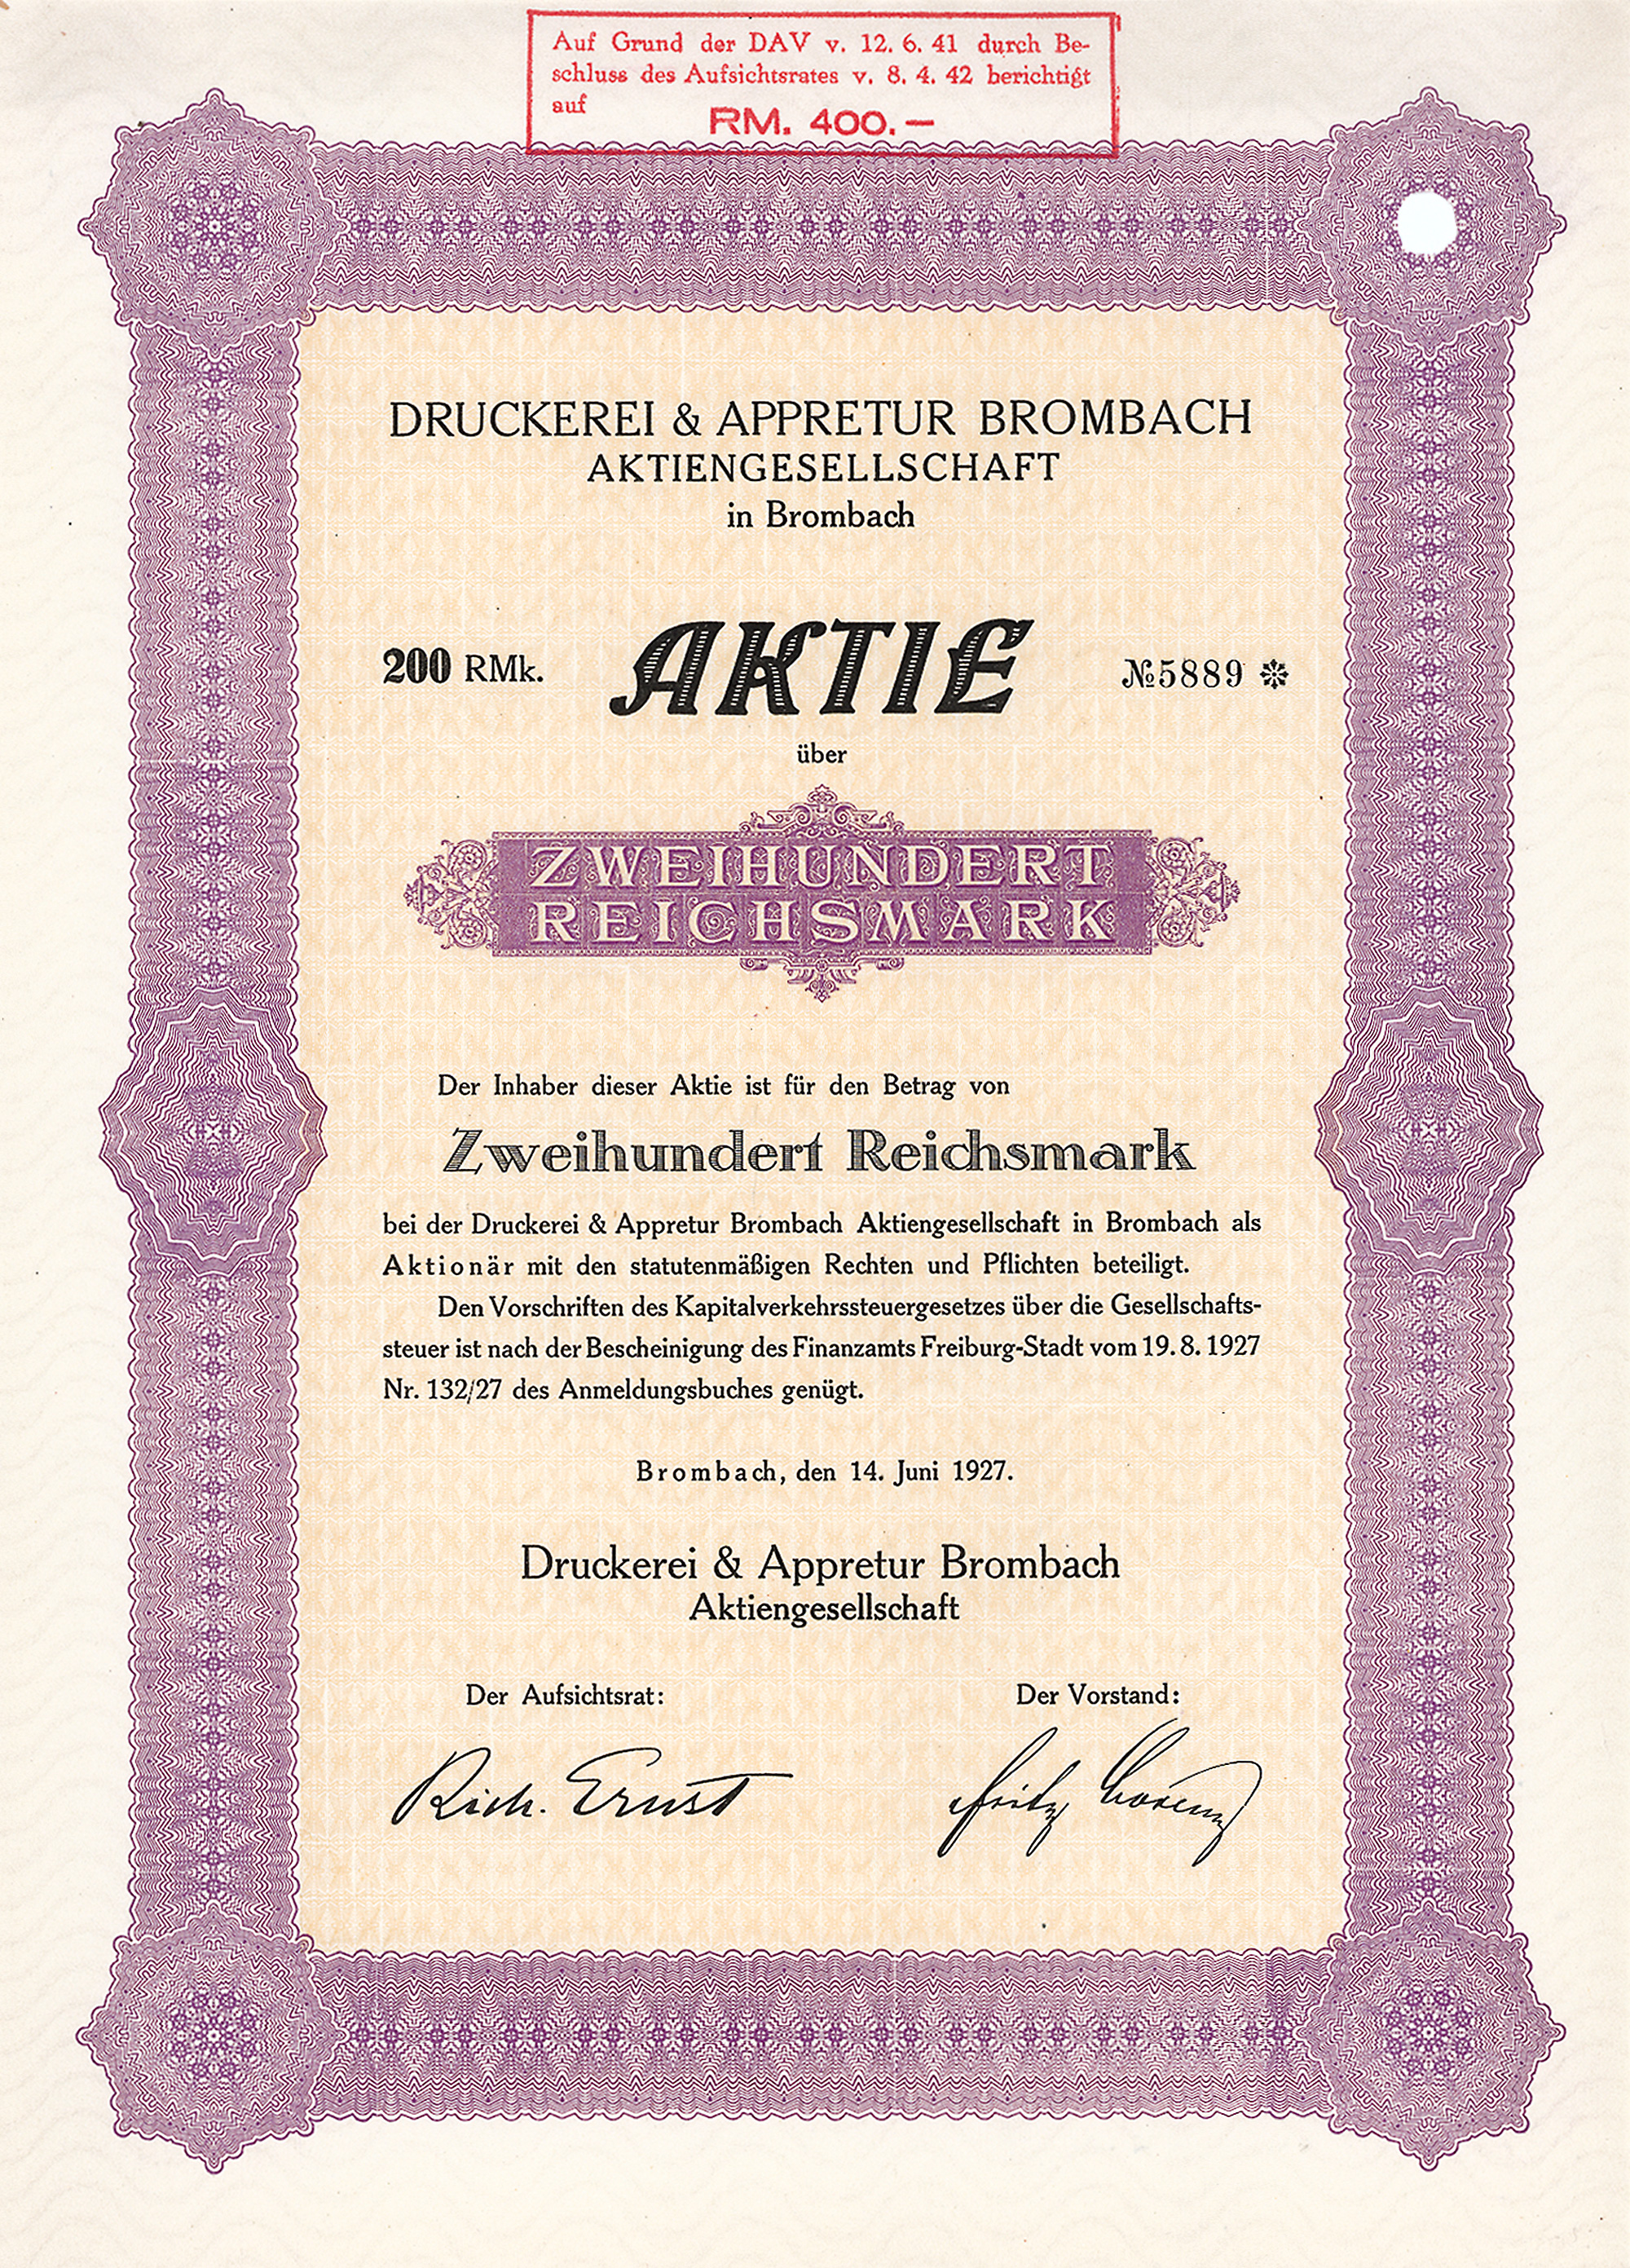 Auf Grund der DAV v. 12. 6. 41 durch Be-
schluss des Aufsichtsrates v. 8. 4. 42 berichtigt
auf
RM. 400.—
DRUCKEREI & APPRETUR BROMBACH
AKTIENGESELLSCHAFT
in Brombach
200 RMk. AKTIE №5889 ❇
über
ZWEIHUNDERT
REICHSMARK
Der Inhaber dieser Aktie ist für den Betrag von
Zweihundert Reichsmark
bei der Druckerei & Appretur Brombach Aktiengesellschaft in Brombach als
Aktionär mit den statutenmäßigen Rechten und Pflichten beteiligt.
Den Vorschriften des Kapitalverkehrssteuergesetzes über die Gesellschafts-
steuer ist nach der Bescheinigung des Finanzamts Freiburg-Stadt vom 19. 8. 1927
Nr. 132/27 des Anmeldungsbuches genügt.
Brombach, den 14. Juni 1927.
Druckerei & Appretur Brombach
Aktiengesellschaft
Der Aufsichtsrat: Der Vorstand:
Rich. Ernst Fritz Lorenz